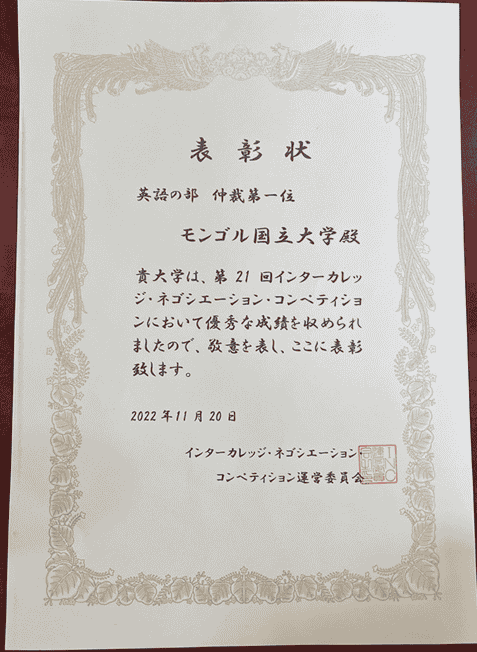 表彰状
英語の部 仲裁第一位
モンゴル国立大学殿
貴大学は、第 21 回インターカレッ
ジ・ネゴシエーション・コンペティショ
ンにおいて優秀な成績を収められ
ましたので、敬意を表し、ここに表彰
致します。
2022 年 11 月 20 日
インターカレッジ・ネゴシエーション・
コンペティション運営委員会